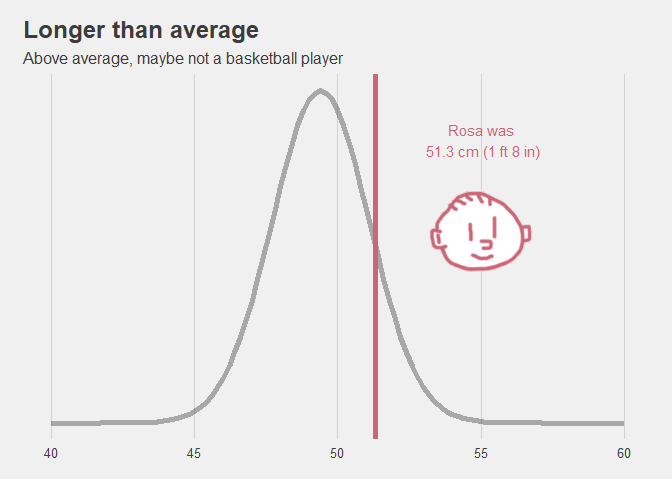 Longer than average
Above average, maybe not a basketball player
Rosa was
51.3 cm (1 ft 8 in)
40 45 50 55 60